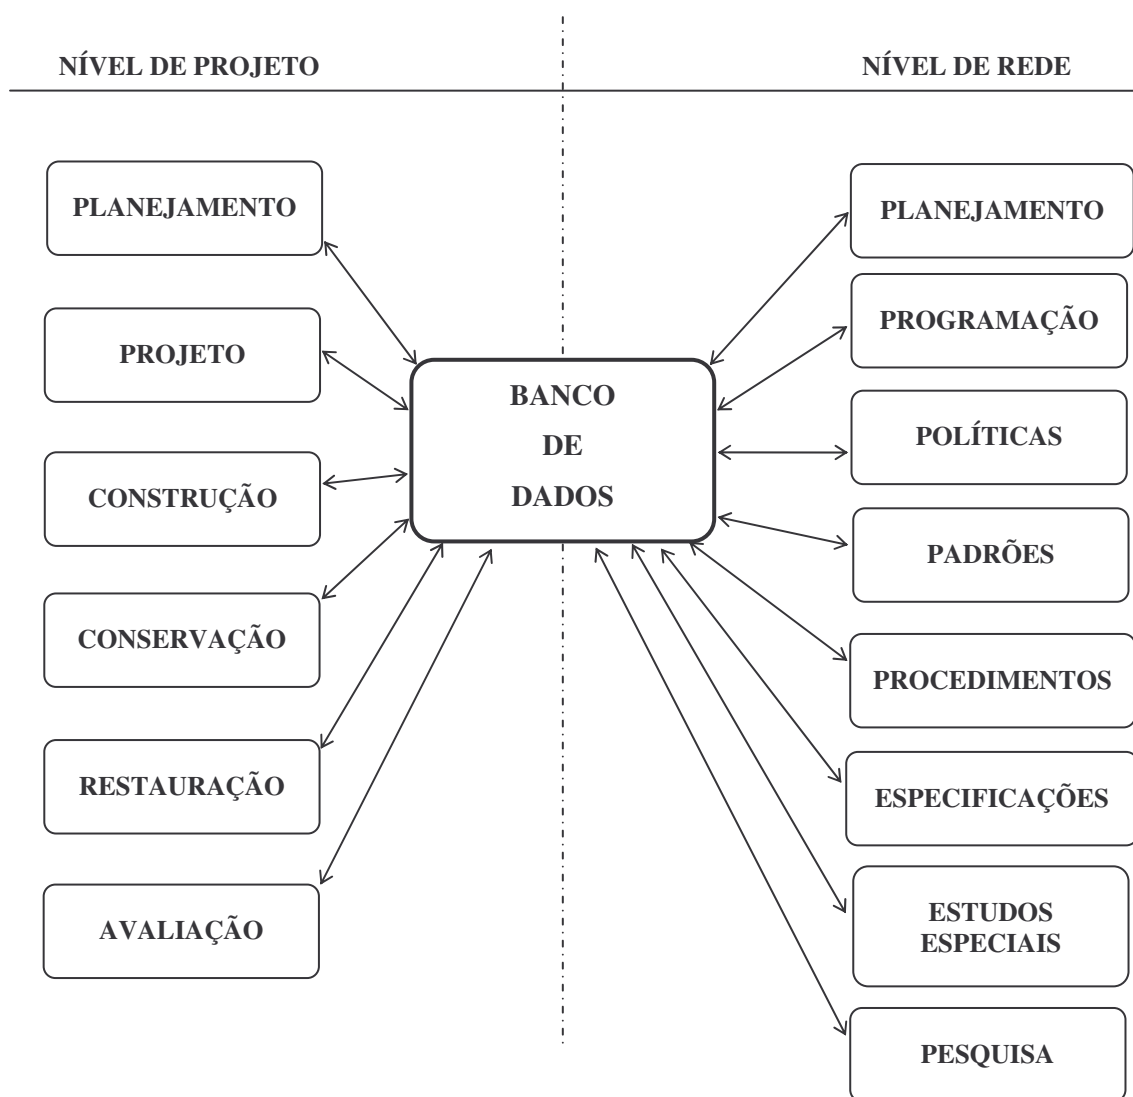 NÍVEL DE PROJETO
NÍVEL DE REDE
PLANEJAMENTO
PROJETO
CONSTRUÇÃO
CONSERVAÇÃO
RESTAURAÇÃO
AVALIAÇÃO
BANCO
DE
DADOS
PLANEJAMENTO
PROGRAMAÇÃO
POLÍTICAS
PADRÕES
PROCEDIMENTOS
ESPECIFICAÇÕES
ESTUDOS
ESPECIAIS
PESQUISA